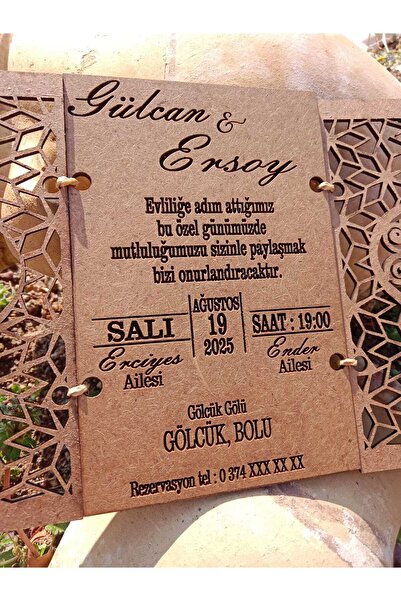 Gülcan &
Ersoy
Evliliğe adım attığımız
bu özel günümüzde
mutluluğumuzu sizinle paylaşmak
bizi onurlandıracaktır.
SALI
AĞUSTOS
19
2025
SAAT : 19:00
Erciyes
Ailesi
Ender
Ailesi
Gölcük Gölü
GÖLCÜK, BOLU
Rezervasyon tel : 0 374 XXX XX XX